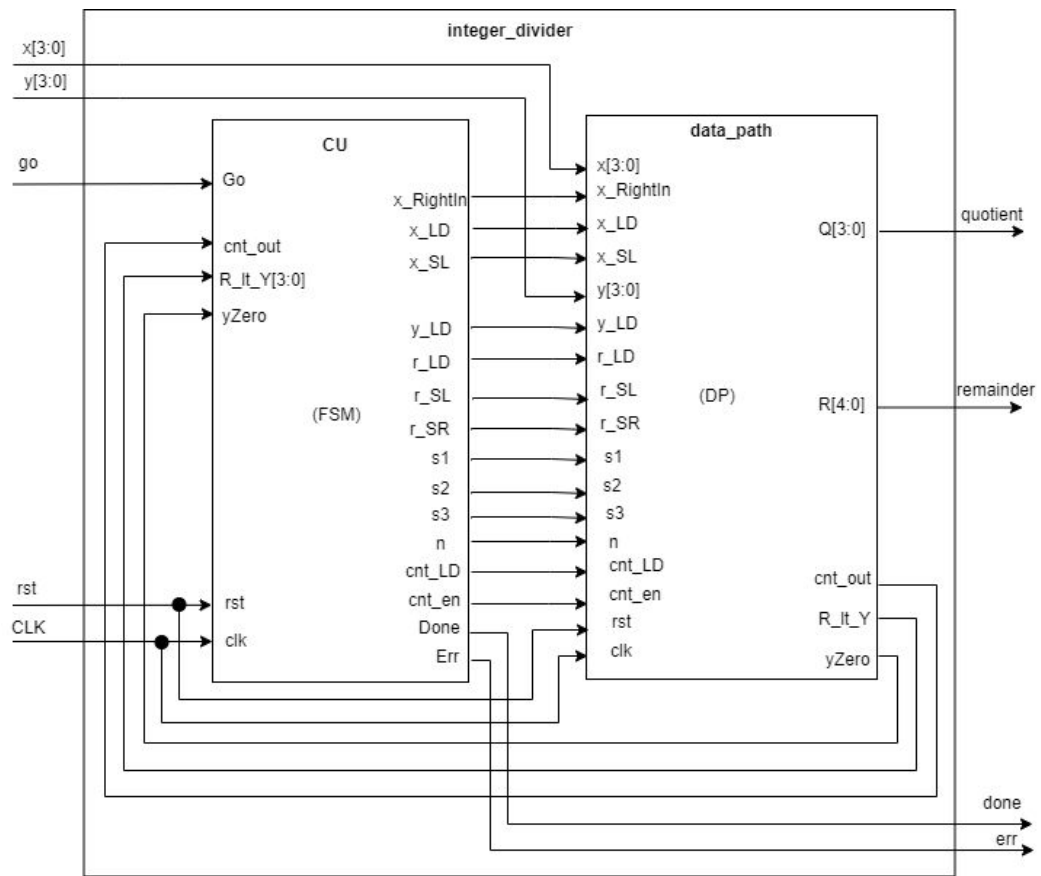 integer_divider
x[3:0]
y[3:0]
go
rst
CLK
CU
Go
cnt_out
R_lt_Y[3:0]
yZero
(FSM)
rst
clk
x_RightIn
x_LD
x_SL
y_LD
r_LD
r_SL
r_SR
s1
s2
s3
n
cnt_LD
cnt_en
Done
Err
data_path
x[3:0]
x_RightIn
x_LD
x_SL
y[3:0]
y_LD
r_LD
r_SL
r_SR
s1
s2
s3
n
cnt_LD
cnt_en
rst
clk
(DP)
Q[3:0]
R[4:0]
cnt_out
R_lt_Y
yZero
quotient
remainder
done
err